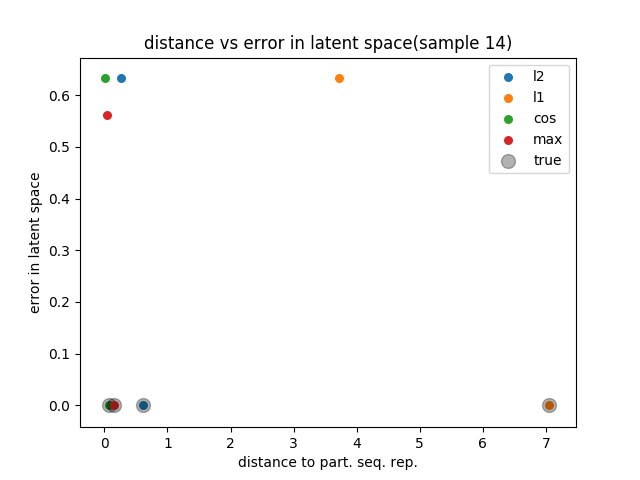 distance vs error in latent space(sample 14)
error in latent space
0.6
0.5
0.4
0.3
0.2
0.1
0.0
l2
l1
cos
max
true
0 1 2 3 4 5 6 7
distance to part. seq. rep.